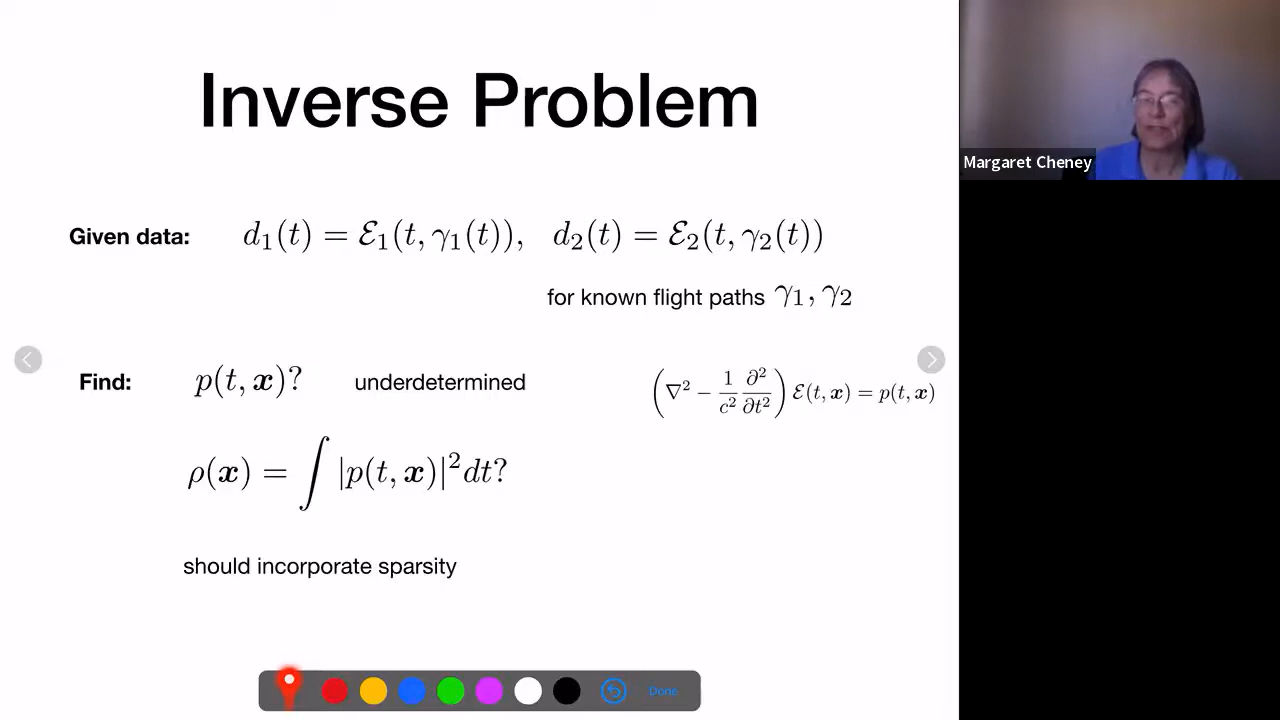 Inverse Problem
Margaret Cheney
Given data: d₁(t) = ℰ₁(t, γ₁(t)), d₂(t) = ℰ₂(t, γ₂(t))
for known flight paths γ₁, γ₂
Find: p(t, 𝒙)? underdetermined (∇² − 1/c² ∂²/∂t²) ℰ(t, 𝒙) = p(t, 𝒙)
ρ(𝒙) = ∫ |p(t, 𝒙)|² dt?
should incorporate sparsity
Done